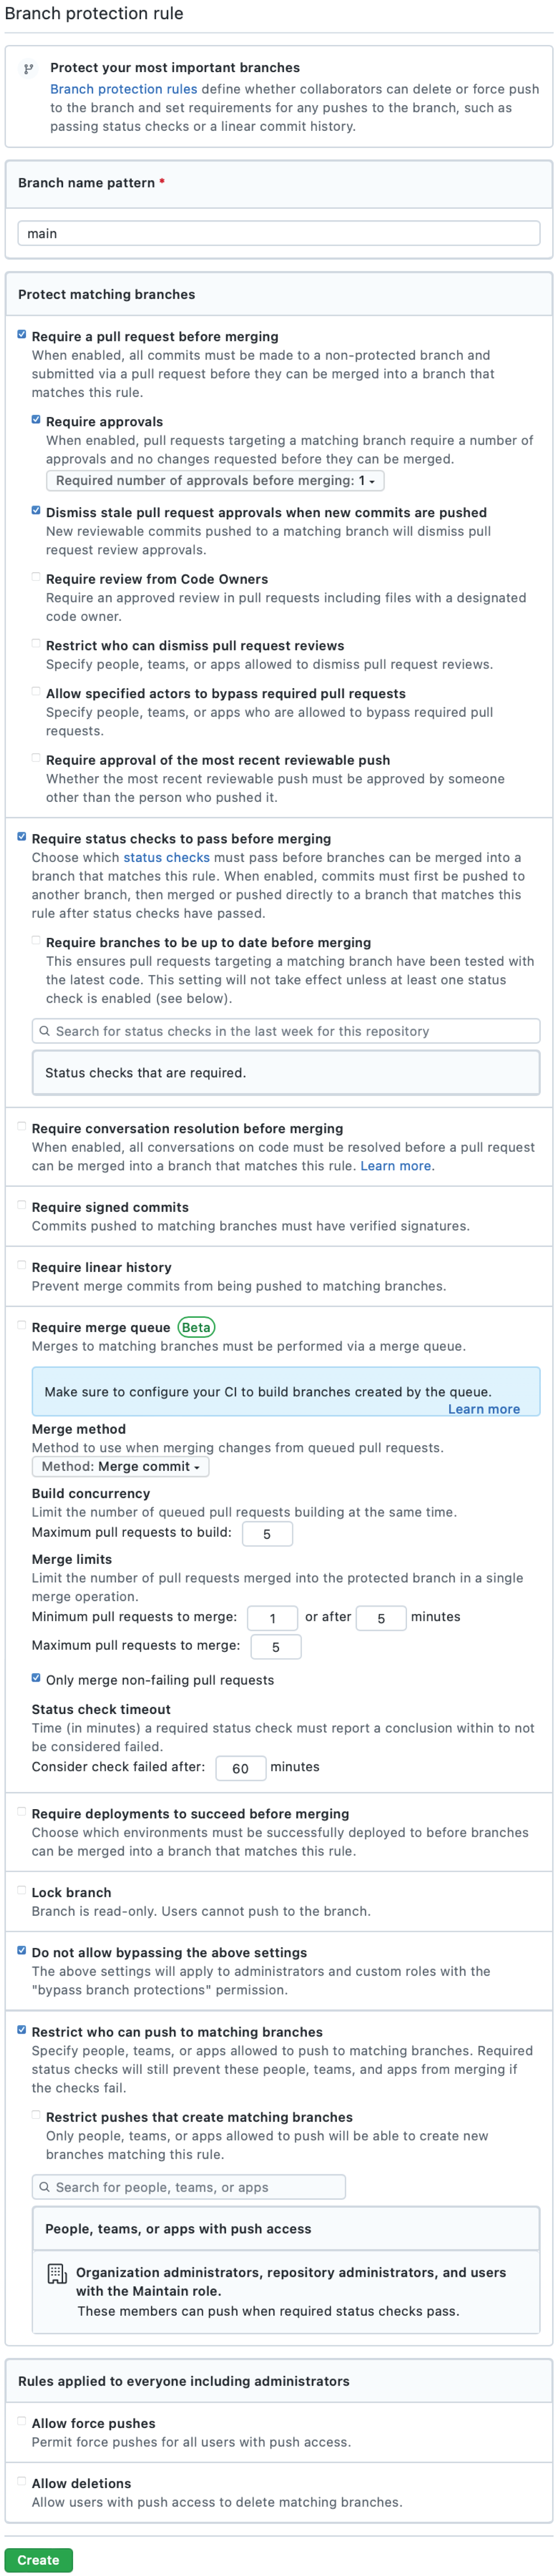 Branch protection rule
Protect your most important branches
Branch protection rules define whether collaborators can delete or force push
to the branch and set requirements for any pushes to the branch, such as
passing status checks or a linear commit history.
Branch name pattern *
main
Protect matching branches
Require a pull request before merging
When enabled, all commits must be made to a non-protected branch and
submitted via a pull request before they can be merged into a branch that
matches this rule.
Require approvals
When enabled, pull requests targeting a matching branch require a number of
approvals and no changes requested before they can be merged.
Required number of approvals before merging: 1
Dismiss stale pull request approvals when new commits are pushed
New reviewable commits pushed to a matching branch will dismiss pull
request review approvals.
Require review from Code Owners
Require an approved review in pull requests including files with a designated
code owner.
Restrict who can dismiss pull request reviews
Specify people, teams, or apps allowed to dismiss pull request reviews.
Allow specified actors to bypass required pull requests
Specify people, teams, or apps who are allowed to bypass required pull
requests.
Require approval of the most recent reviewable push
Whether the most recent reviewable push must be approved by someone
other than the person who pushed it.
Require status checks to pass before merging
Choose which status checks must pass before branches can be merged into a
branch that matches this rule. When enabled, commits must first be pushed to
another branch, then merged or pushed directly to a branch that matches this
rule after status checks have passed.
Require branches to be up to date before merging
This ensures pull requests targeting a matching branch have been tested with
the latest code. This setting will not take effect unless at least one status
check is enabled (see below).
Search for status checks in the last week for this repository
Status checks that are required.
Require conversation resolution before merging
When enabled, all conversations on code must be resolved before a pull request
can be merged into a branch that matches this rule. Learn more.
Require signed commits
Commits pushed to matching branches must have verified signatures.
Require linear history
Prevent merge commits from being pushed to matching branches.
Require merge queue Beta
Merges to matching branches must be performed via a merge queue.
Make sure to configure your CI to build branches created by the queue.
Learn more
Merge method
Method to use when merging changes from queued pull requests.
Method: Merge commit
Build concurrency
Limit the number of queued pull requests building at the same time.
Maximum pull requests to build: 5
Merge limits
Limit the number of pull requests merged into the protected branch in a single
merge operation.
Minimum pull requests to merge: 1 or after 5 minutes
Maximum pull requests to merge: 5
Only merge non-failing pull requests
Status check timeout
Time (in minutes) a required status check must report a conclusion within to not
be considered failed.
Consider check failed after: 60 minutes
Require deployments to succeed before merging
Choose which environments must be successfully deployed to before branches
can be merged into a branch that matches this rule.
Lock branch
Branch is read-only. Users cannot push to the branch.
Do not allow bypassing the above settings
The above settings will apply to administrators and custom roles with the
"bypass branch protections" permission.
Restrict who can push to matching branches
Specify people, teams, or apps allowed to push to matching branches. Required
status checks will still prevent these people, teams, and apps from merging if
the checks fail.
Restrict pushes that create matching branches
Only people, teams, or apps allowed to push will be able to create new
branches matching this rule.
Search for people, teams, or apps
People, teams, or apps with push access
Organization administrators, repository administrators, and users
with the Maintain role.
These members can push when required status checks pass.
Rules applied to everyone including administrators
Allow force pushes
Permit force pushes for all users with push access.
Allow deletions
Allow users with push access to delete matching branches.
Create